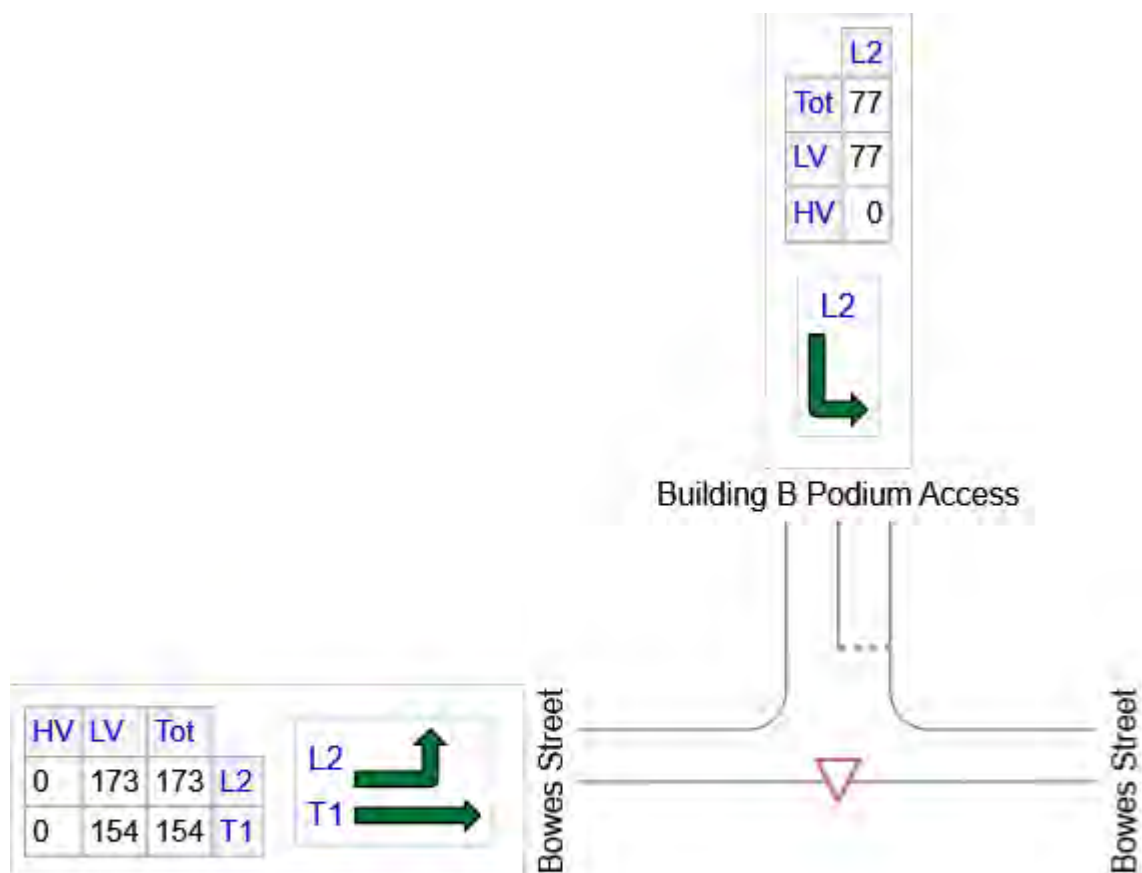 L2
Tot 77
LV 77
HV 0
L2
Building B Podium Access
HV LV Tot
0 173 173 L2
0 154 154 T1
L2
T1
Bowes Street
Bowes Street